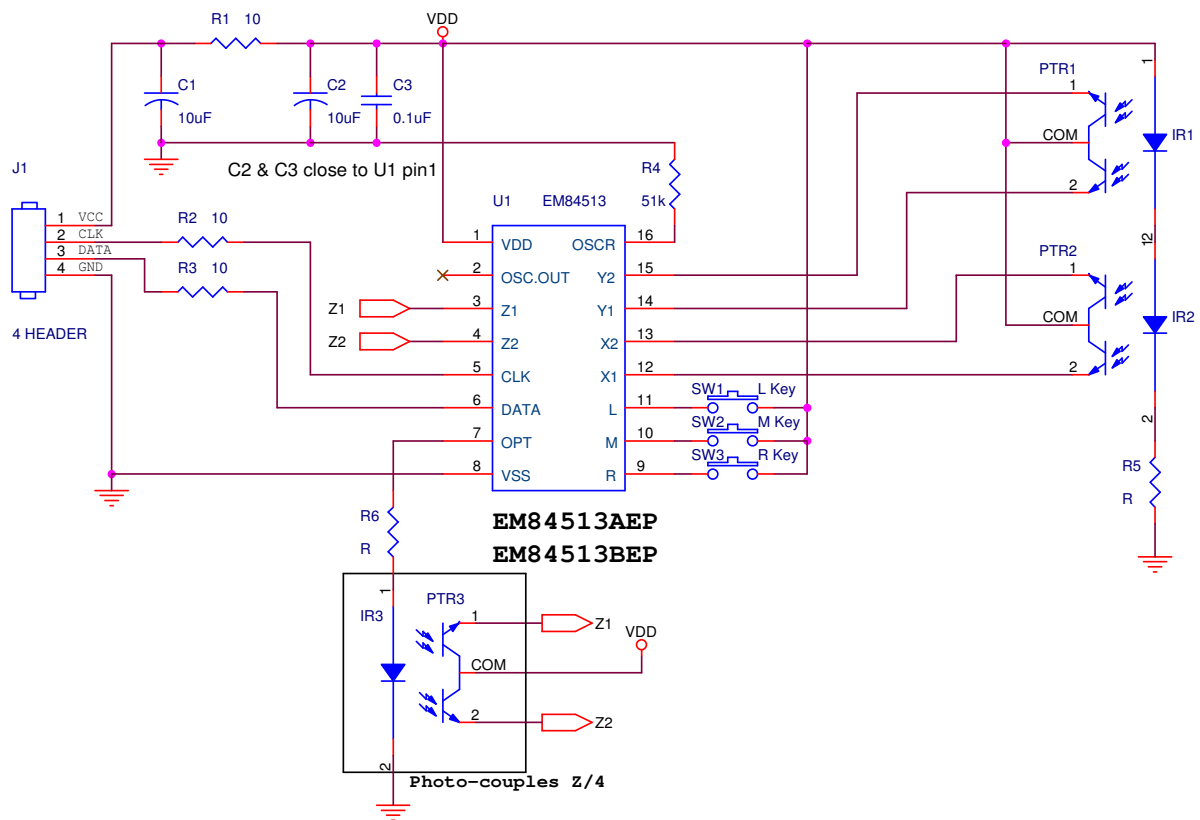 R1 10
VDD
C1
10uF
C2
10uF
C3
0.1uF
C2 & C3 close to U1 pin1
J1
1 VCC
2 CLK
3 DATA
4 GND
4 HEADER
R2 10
R3 10
R4
51k
U1 EM84513
1 VDD OSCR 16
2 OSC.OUT Y2 15
3 Z1 Y1 14
4 Z2 X2 13
5 CLK X1 12
6 DATA L 11
7 OPT M 10
8 VSS R 9
Z1
Z2
SW1 L Key
SW2 M Key
SW3 R Key
PTR1
1
COM
2
PTR2
1
COM
2
1
IR1
12
IR2
2
R5
R
EM84513AEP
EM84513BEP
R6
R
1
IR3
2
PTR3
1
COM
2
Z1
VDD
Z2
Photo-couples Z/4